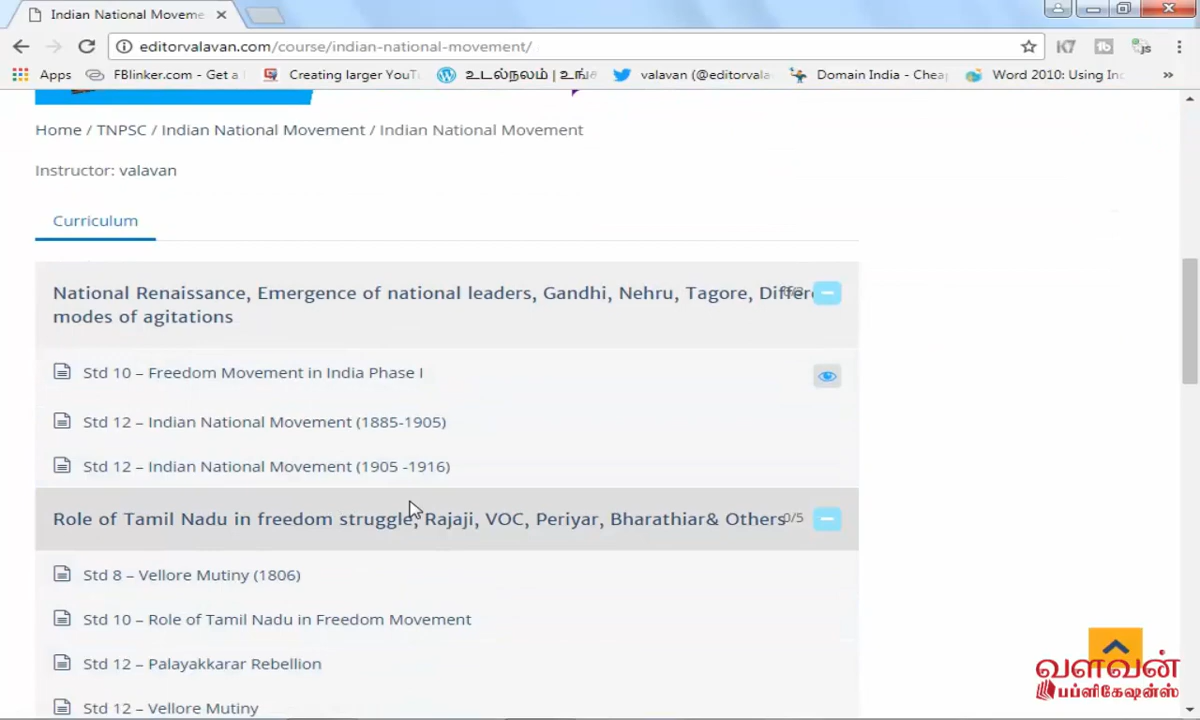 Indian National Moveme
editorvalavan.com/course/indian-national-movement/
Apps FBlinker.com - Get a Creating larger YouT உடல்நலம் | உங் valavan (@editorvala Domain India - Chea Word 2010: Using In »
Home / TNPSC / Indian National Movement / Indian National Movement
Instructor: valavan
Curriculum
National Renaissance, Emergence of national leaders, Gandhi, Nehru, Tagore, Differe
modes of agitations
Std 10 – Freedom Movement in India Phase I
Std 12 – Indian National Movement (1885-1905)
Std 12 – Indian National Movement (1905 -1916)
Role of Tamil Nadu in freedom struggle, Rajaji, VOC, Periyar, Bharathiar& Others 0/5
Std 8 – Vellore Mutiny (1806)
Std 10 – Role of Tamil Nadu in Freedom Movement
Std 12 – Palayakkarar Rebellion
Std 12 – Vellore Mutiny
வளவன்
பப்ளிகேஷன்ஸ்